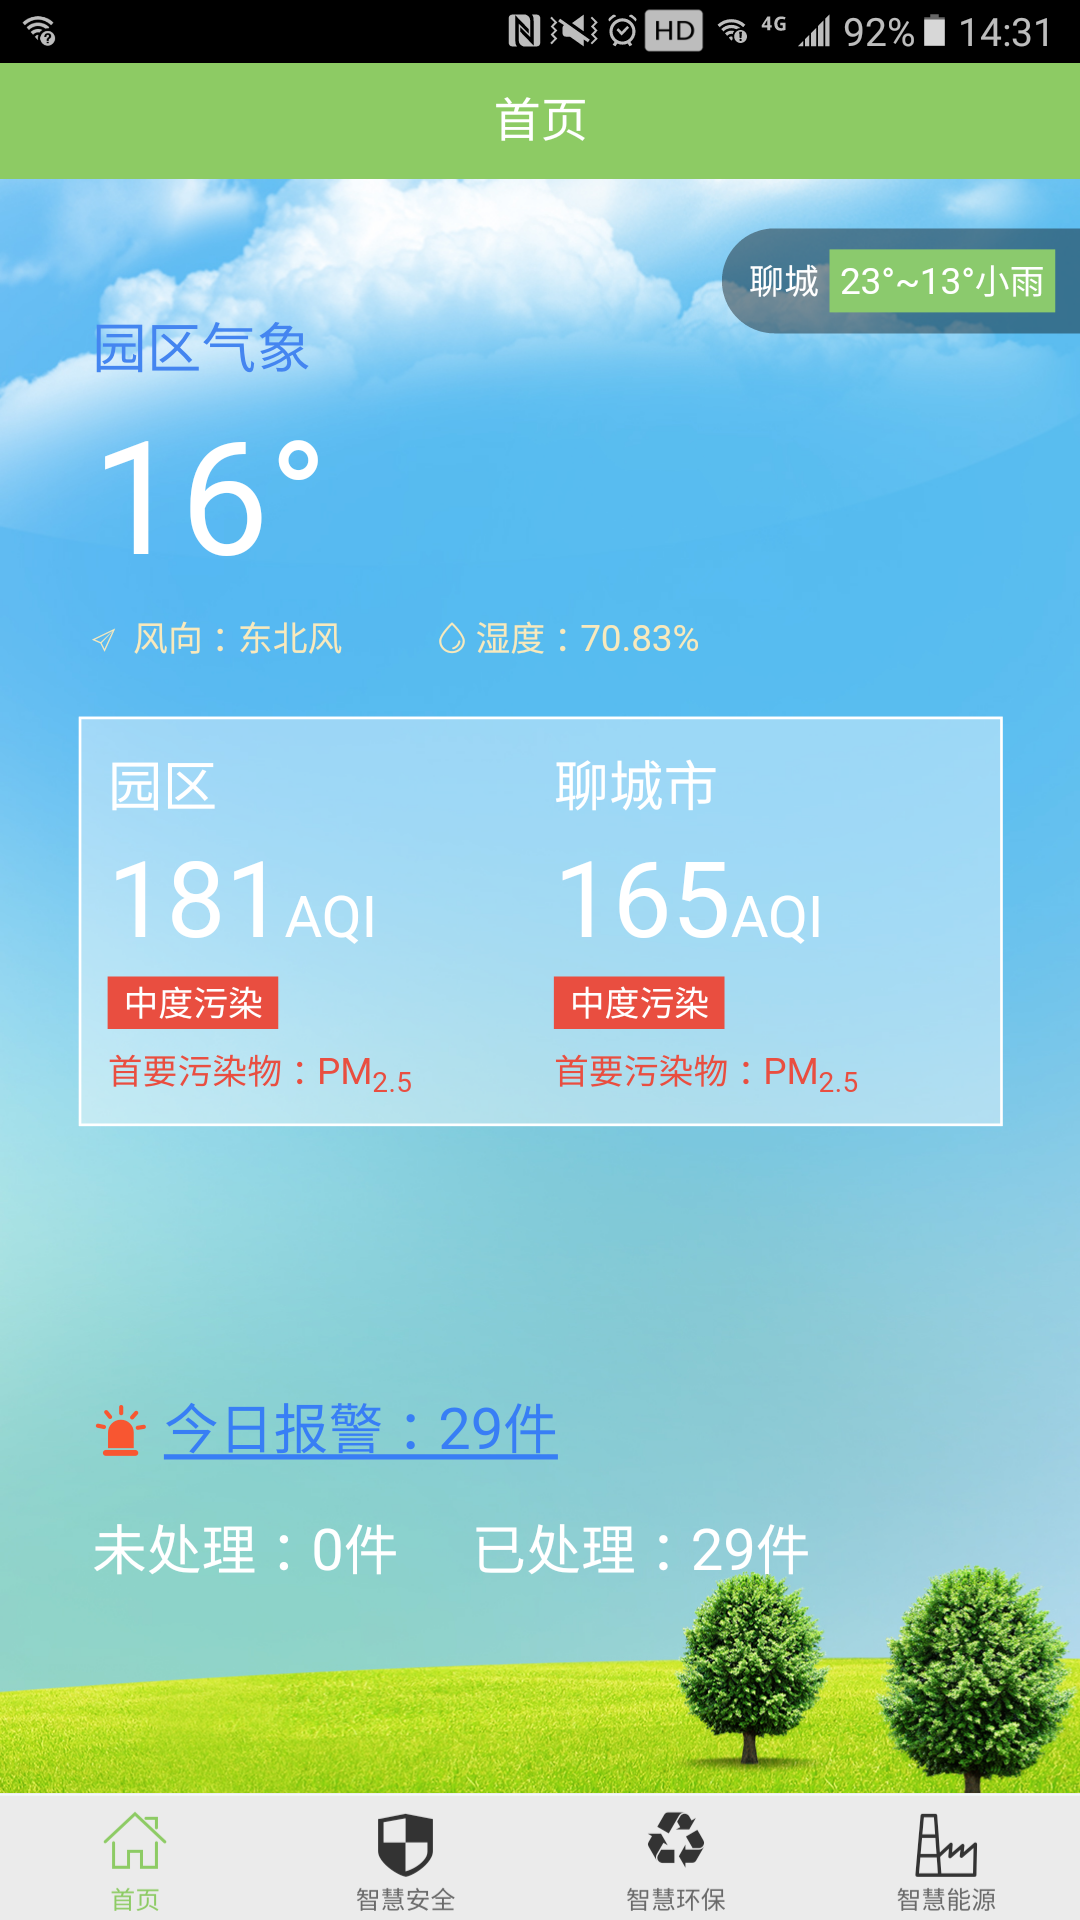 HD 4G 92% 14:31
首页
聊城 23°~13°小雨
园区气象
16°
风向：东北风 湿度：70.83%
园区 聊城市
181AQI 165AQI
中度污染 中度污染
首要污染物：PM2.5 首要污染物：PM2.5
今日报警：29件
未处理：0件 已处理：29件
首页 智慧安全 智慧环保 智慧能源